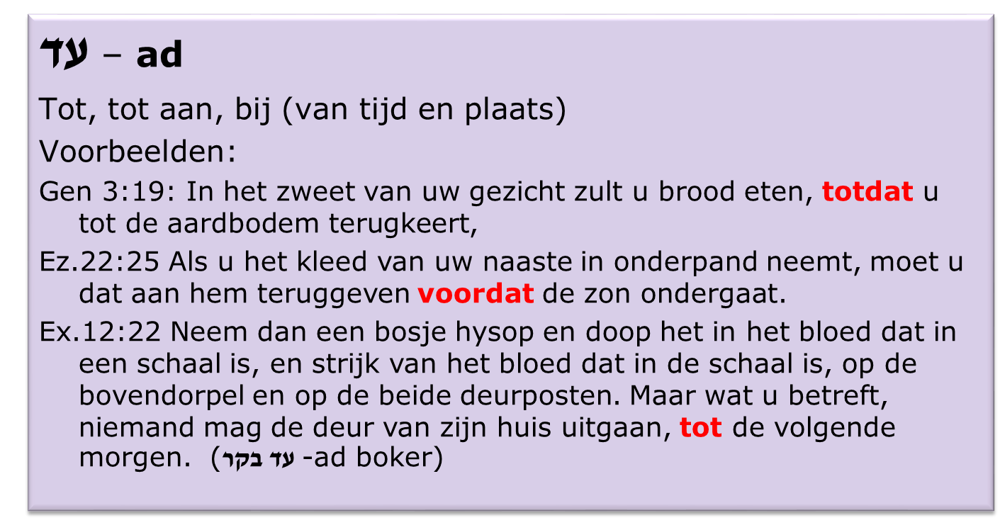 עד – ad
Tot, tot aan, bij (van tijd en plaats)
Voorbeelden:
Gen 3:19: In het zweet van uw gezicht zult u brood eten, totdat u
tot de aardbodem terugkeert,
Ez.22:25 Als u het kleed van uw naaste in onderpand neemt, moet u
dat aan hem teruggeven voordat de zon ondergaat.
Ex.12:22 Neem dan een bosje hysop en doop het in het bloed dat in
een schaal is, en strijk van het bloed dat in de schaal is, op de
bovendorpel en op de beide deurposten. Maar wat u betreft,
niemand mag de deur van zijn huis uitgaan, tot de volgende
morgen. (עד בקר -ad boker)